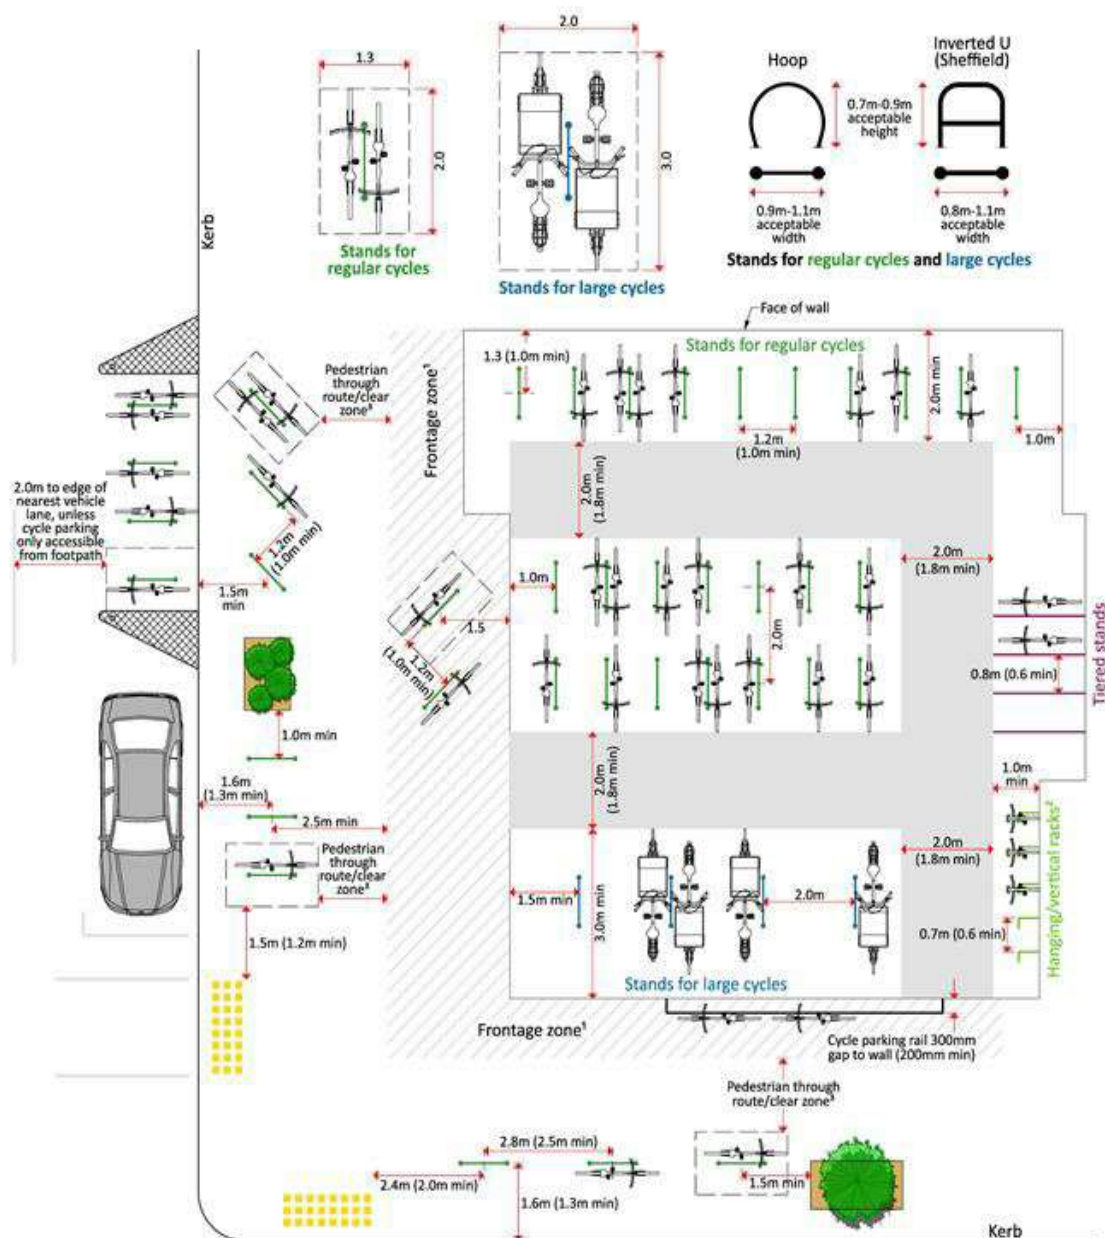 2.0
1.3
Hoop
Inverted U
(Sheffield)
0.7m-0.9m
acceptable
height
2.0
3.0
Kerb
0.9m-1.1m
acceptable
width
0.8m-1.1m
acceptable
width
Stands for
regular cycles
Stands for large cycles
Stands for regular cycles and large cycles
Face of wall
Stands for regular cycles
1.3 (1.0m min)
Pedestrian
through
route/clear
zone³
Frontage zone¹
2.0m min
1.2m
(1.0m min)
1.0m
2.0m to edge of
nearest vehicle
lane, unless
cycle parking
only accessible
from footpath
1.2m
(1.0m min)
1.5m
min
2.0m
(1.8m min)
2.0m
(1.8m min)
1.0m
1.5
1.2m
(1.0m min)
2.0m
0.8m (0.6 min)
Tiered stands
1.0m min
1.6m
(1.3m min)
2.5m min
2.0m
(1.8m min)
1.0m
min
Pedestrian
through
route/clear
zone³
2.0m
(1.8m min)
Hanging/vertical racks²
1.5m min
3.0m min
2.0m
0.7m (0.6 min)
1.5m (1.2m min)
Stands for large cycles
Frontage zone¹
Cycle parking rail 300mm
gap to wall (200mm min)
Pedestrian through
route/clear zone³
2.8m (2.5m min)
2.4m (2.0m min)
1.5m min
1.6m (1.3m min)
Kerb